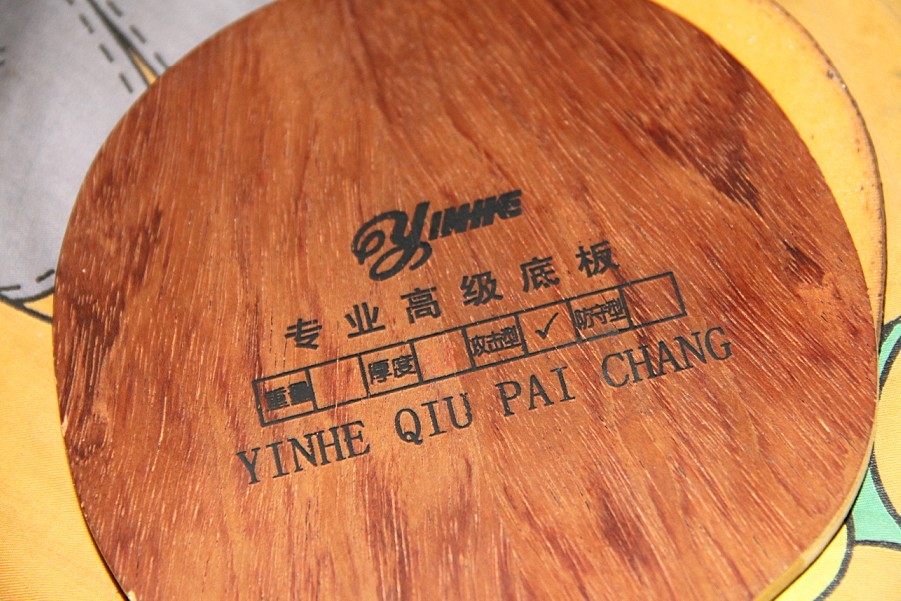 YINHE
专业高级底板
重量 厚度 攻击型 ✓ 防守型
YINHE QIU PAI CHANG